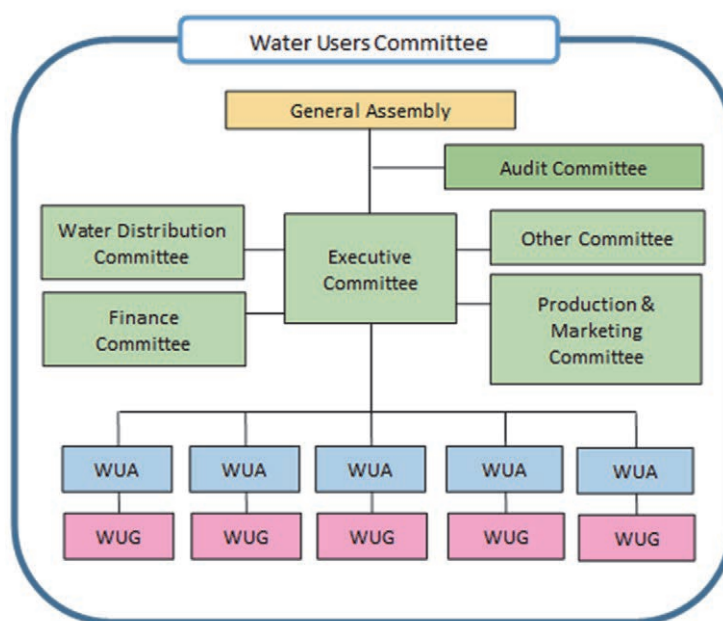 Water Users Committee
General Assembly
Audit Committee
Water Distribution
Committee
Executive
Committee
Other Committee
Finance
Committee
Production &
Marketing
Committee
WUA
WUA
WUA
WUA
WUA
WUG
WUG
WUG
WUG
WUG